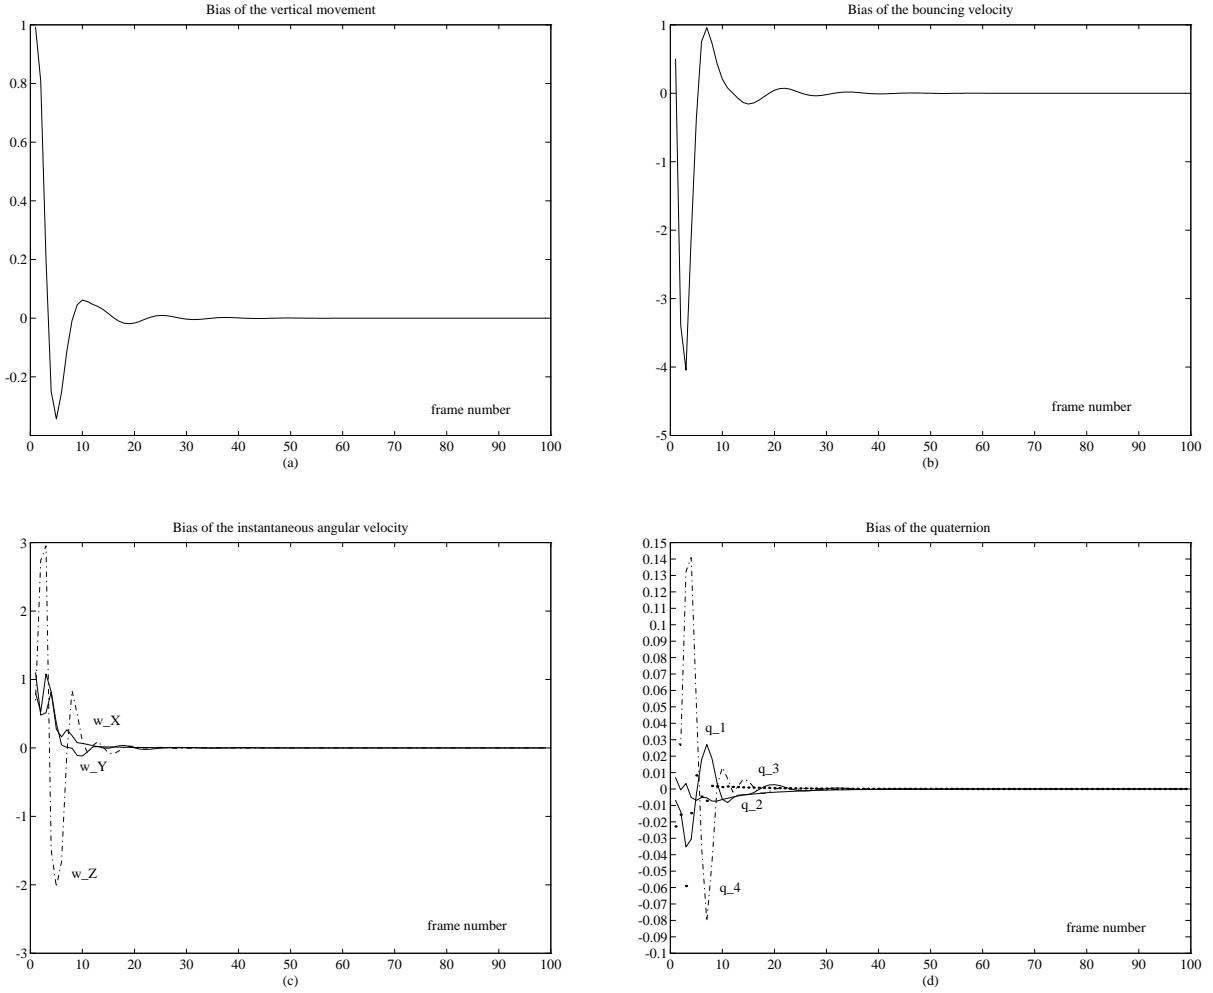 Bias of the vertical movement
1
0.8
0.6
0.4
0.2
0
-0.2
frame number
0 10 20 30 40 50 60 70 80 90 100
(a)
Bias of the bouncing velocity
1
0
-1
-2
-3
-4
-5
frame number
0 10 20 30 40 50 60 70 80 90 100
(b)
Bias of the instantaneous angular velocity
3
2
1
0
-1
-2
-3
w_X
w_Y
w_Z
frame number
0 10 20 30 40 50 60 70 80 90 100
(c)
Bias of the quaternion
0.15
0.14
0.13
0.12
0.11
0.1
0.09
0.08
0.07
0.06
0.05
0.04
0.03
0.02
0.01
0
-0.01
-0.02
-0.03
-0.04
-0.05
-0.06
-0.07
-0.08
-0.09
-0.1
q_1
q_3
q_2
q_4
frame number
0 10 20 30 40 50 60 70 80 90 100
(d)